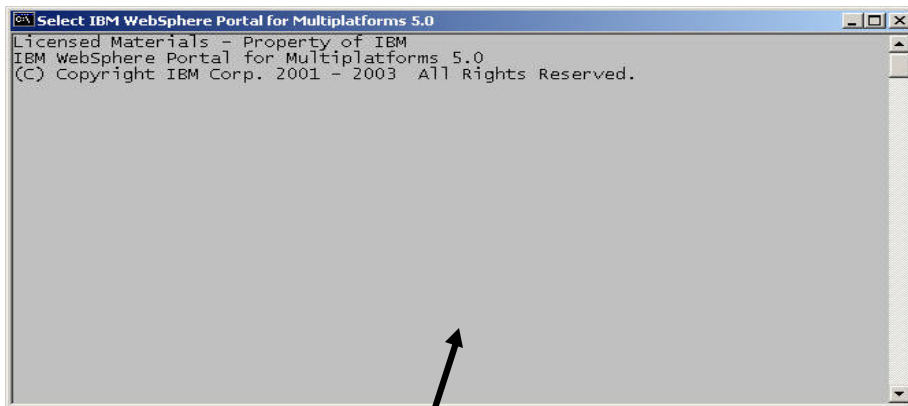 Select IBM WebSphere Portal for Multiplatforms 5.0
Licensed Materials - Property of IBM
IBM WebSphere Portal for Multiplatforms 5.0
(C) Copyright IBM Corp. 2001 - 2003  All Rights Reserved.